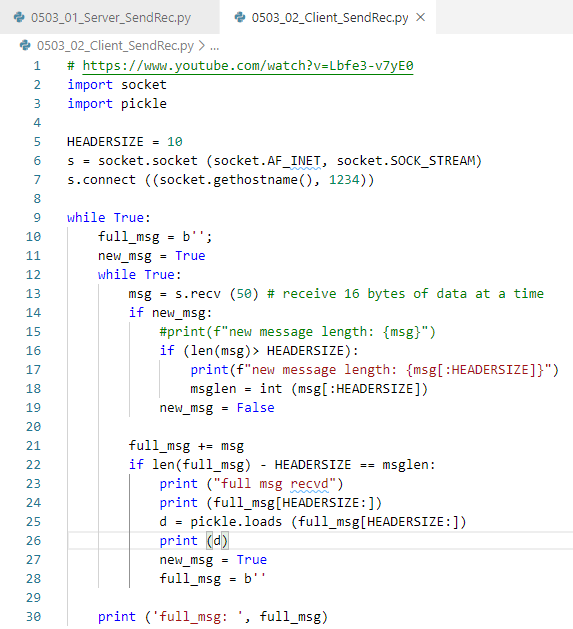 0503_01_Server_SendRec.py 0503_02_Client_SendRec.py ×
0503_02_Client_SendRec.py > ...
1 # https://www.youtube.com/watch?v=Lbfe3-v7yE0
2 import socket
3 import pickle
4
5 HEADERSIZE = 10
6 s = socket.socket (socket.AF_INET, socket.SOCK_STREAM)
7 s.connect ((socket.gethostname(), 1234))
8
9 while True:
10     full_msg = b'';
11     new_msg = True
12     while True:
13         msg = s.recv (50) # receive 16 bytes of data at a time
14         if new_msg:
15             #print(f"new message length: {msg}")
16             if (len(msg)> HEADERSIZE):
17                 print(f"new message length: {msg[:HEADERSIZE]}")
18                 msglen = int (msg[:HEADERSIZE])
19             new_msg = False
20
21         full_msg += msg
22         if len(full_msg) - HEADERSIZE == msglen:
23             print ("full msg recvd")
24             print (full_msg[HEADERSIZE:])
25             d = pickle.loads (full_msg[HEADERSIZE:])
26             print (d)
27             new_msg = True
28             full_msg = b''
29
30     print ('full_msg: ', full_msg)